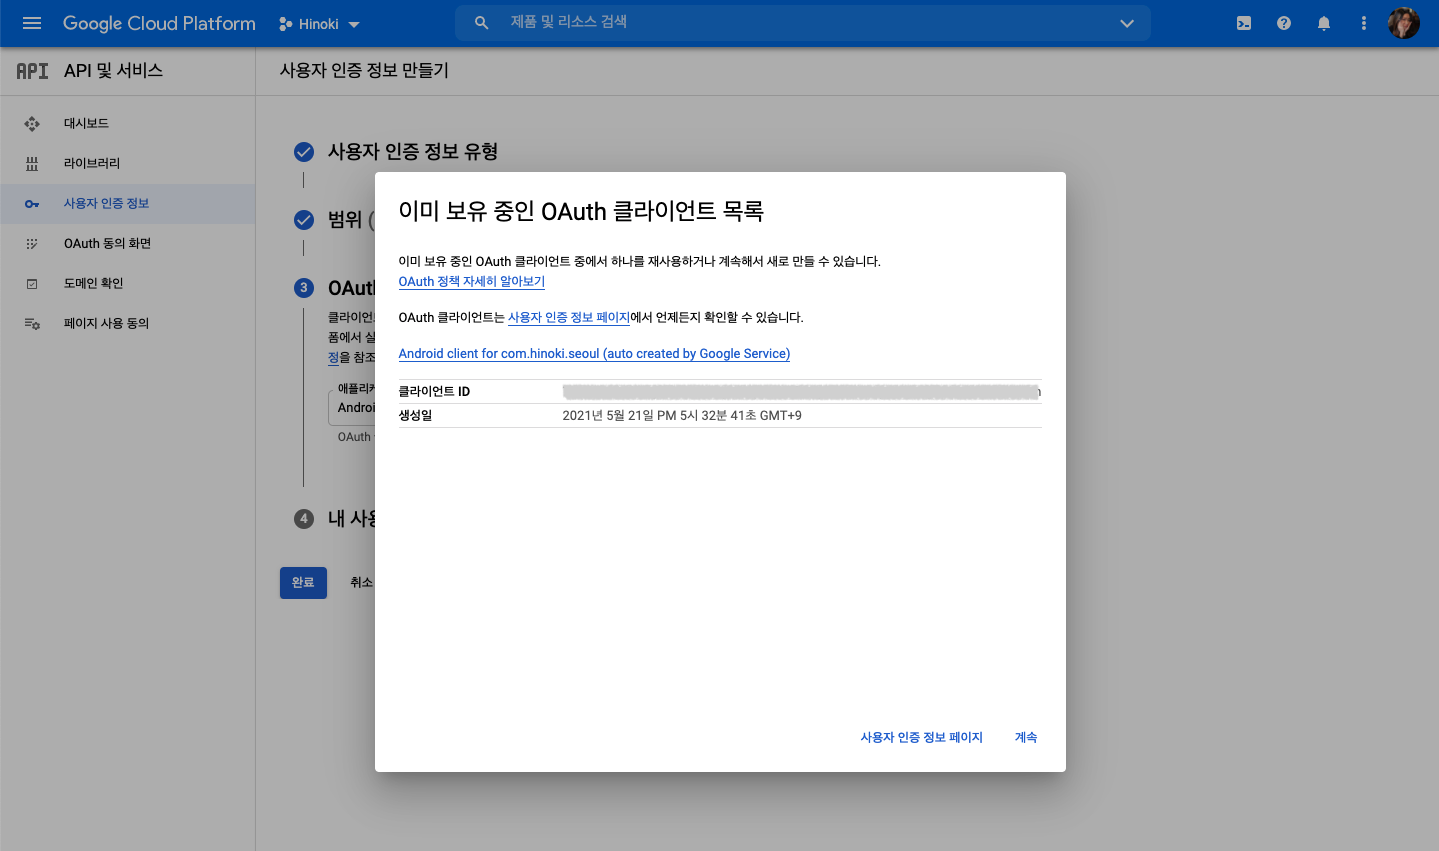 Google Cloud Platform
Hinoki
제품 및 리소스 검색
API
API 및 서비스
사용자 인증 정보 만들기
대시보드
라이브러리
사용자 인증 정보
OAuth 동의 화면
도메인 확인
페이지 사용 동의
사용자 인증 정보 유형
범위 (
3
OAuth
클라이언트
폼에서 실
정을 참조
애플리케
Androi
OAuth
4
내 사용
완료
취소
이미 보유 중인 OAuth 클라이언트 목록
이미 보유 중인 OAuth 클라이언트 중에서 하나를 재사용하거나 계속해서 새로 만들 수 있습니다.
OAuth 정책 자세히 알아보기
OAuth 클라이언트는 사용자 인증 정보 페이지에서 언제든지 확인할 수 있습니다.
Android client for com.hinoki.seoul (auto created by Google Service)
클라이언트 ID
생성일 2021년 5월 21일 PM 5시 32분 41초 GMT+9
사용자 인증 정보 페이지
계속